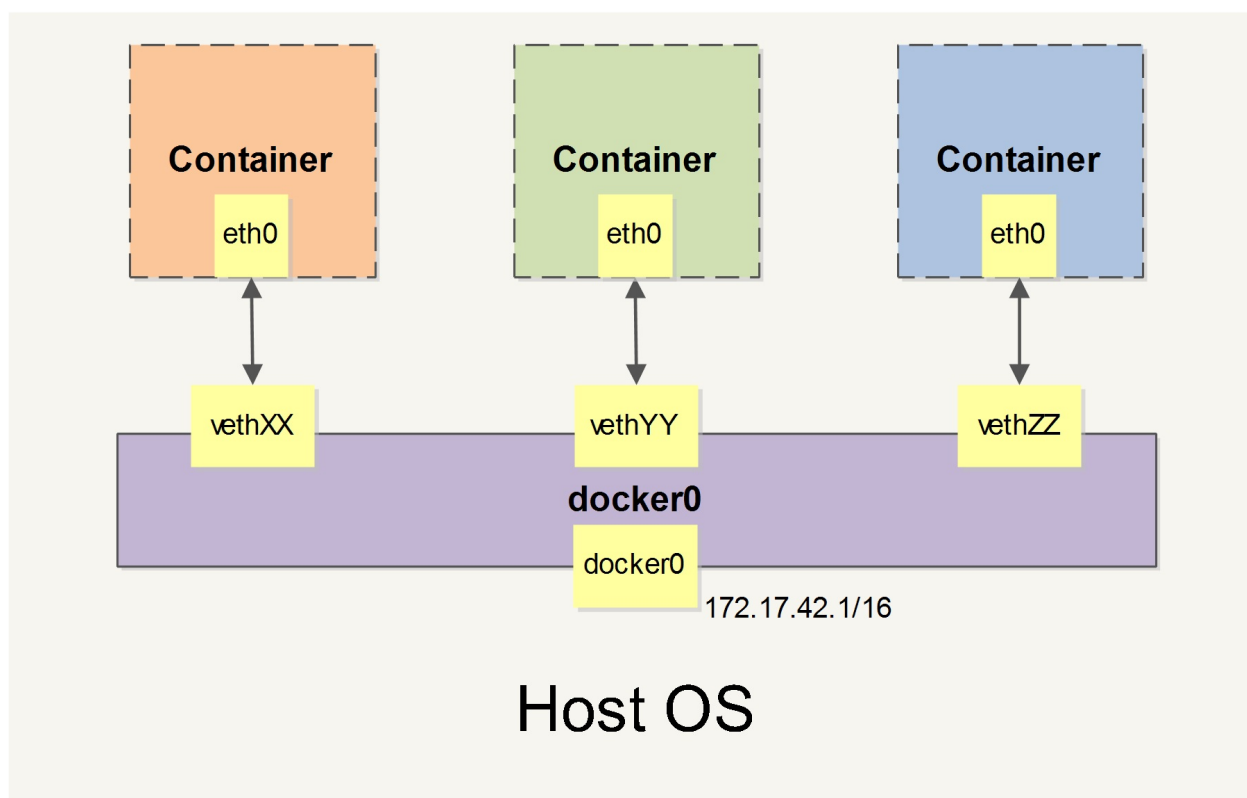 Container
Container
Container
eth0
eth0
eth0
vethXX
vethYY
vethZZ
docker0
docker0
172.17.42.1/16
Host OS